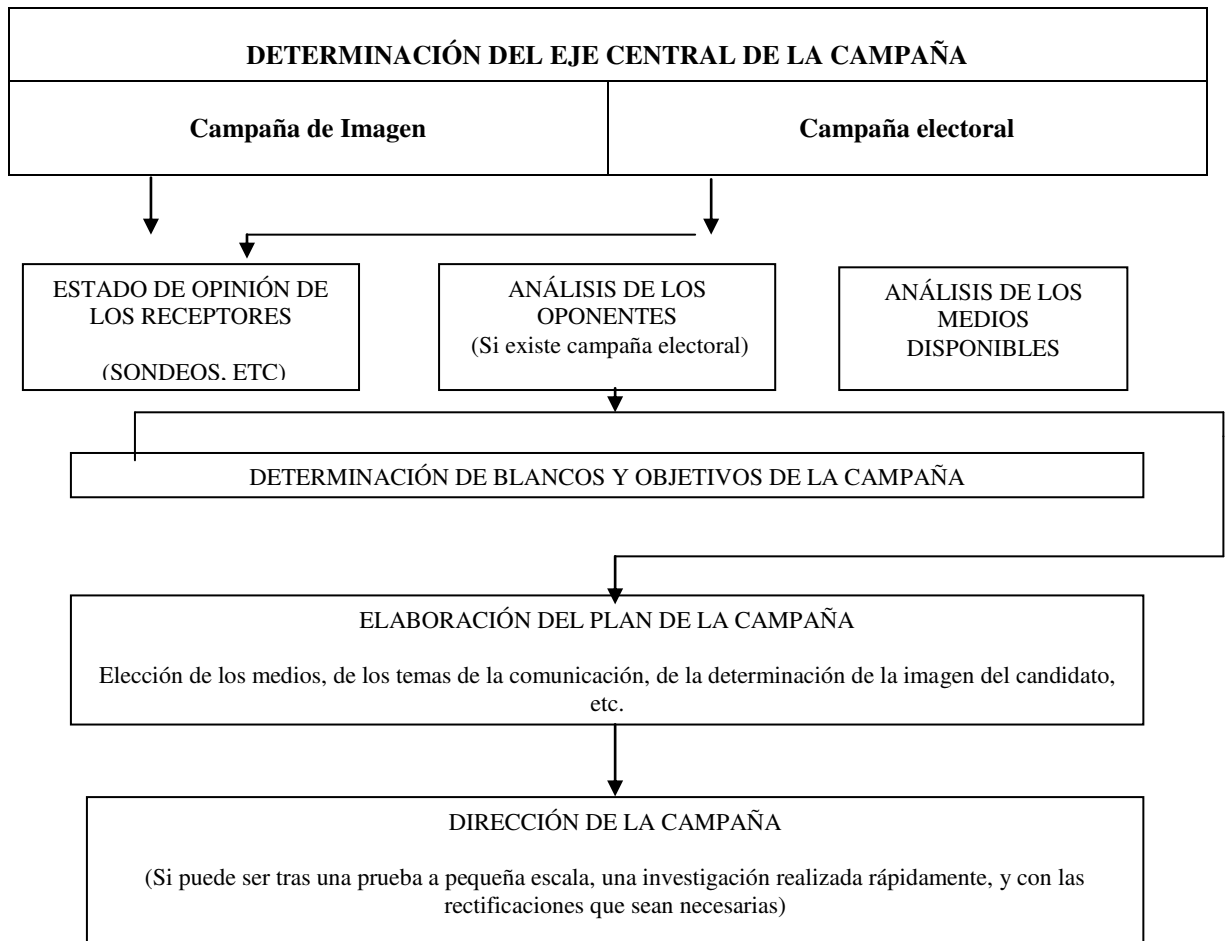 DETERMINACIÓN DEL EJE CENTRAL DE LA CAMPAÑA
Campaña de Imagen
Campaña electoral
ESTADO DE OPINIÓN DE
LOS RECEPTORES
(SONDEOS, ETC)
ANÁLISIS DE LOS
OPONENTES
(Si existe campaña electoral)
ANÁLISIS DE LOS
MEDIOS
DISPONIBLES
DETERMINACIÓN DE BLANCOS Y OBJETIVOS DE LA CAMPAÑA
ELABORACIÓN DEL PLAN DE LA CAMPAÑA
Elección de los medios, de los temas de la comunicación, de la determinación de la imagen del candidato,
etc.
DIRECCIÓN DE LA CAMPAÑA
(Si puede ser tras una prueba a pequeña escala, una investigación realizada rápidamente, y con las
rectificaciones que sean necesarias)